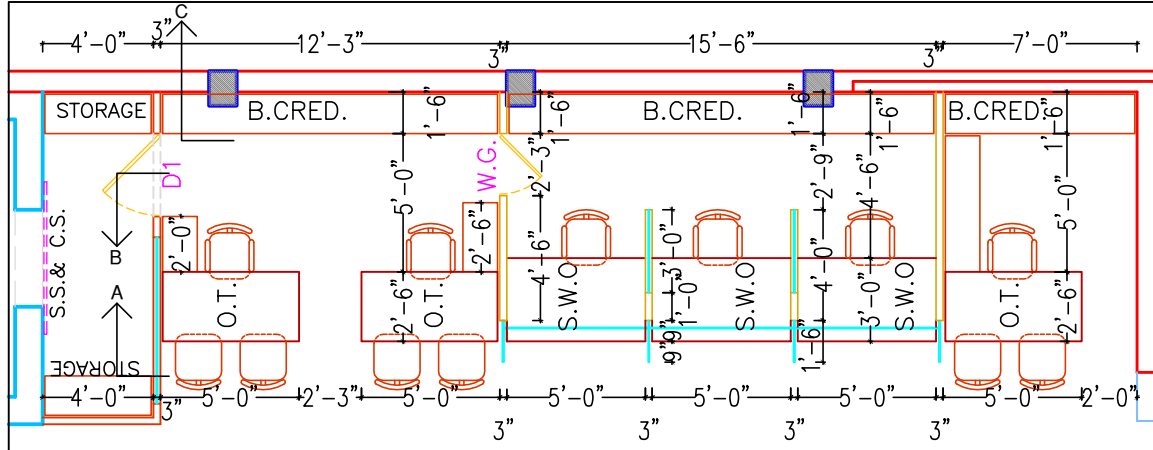 C
3"
4'-0"
12'-3"
3"
15'-6"
3"
7'-0"
STORAGE
B.CRED.
1'-6"
1'-6"
B.CRED.
1'-6"
1'-6"
B.CRED.
1'-6"
D1
W.G.
5'-0"
2'-3"
2'-9"
4'-6"
5'-0"
S.S.& C.S.
B
A
2'-0"
2'-6"
4'-6"
3'-0"
4'-0"
O.T.
2'-6"
O.T.
S.W.O
1'-0"
S.W.O
3'-0"
S.W.O
O.T.
2'-6"
9"
9"
1'-6"
STORAGE
4'-0"
3"
5'-0"
2'-3"
5'-0"
5'-0"
5'-0"
5'-0"
5'-0"
2'-0"
3"
3"
3"
3"